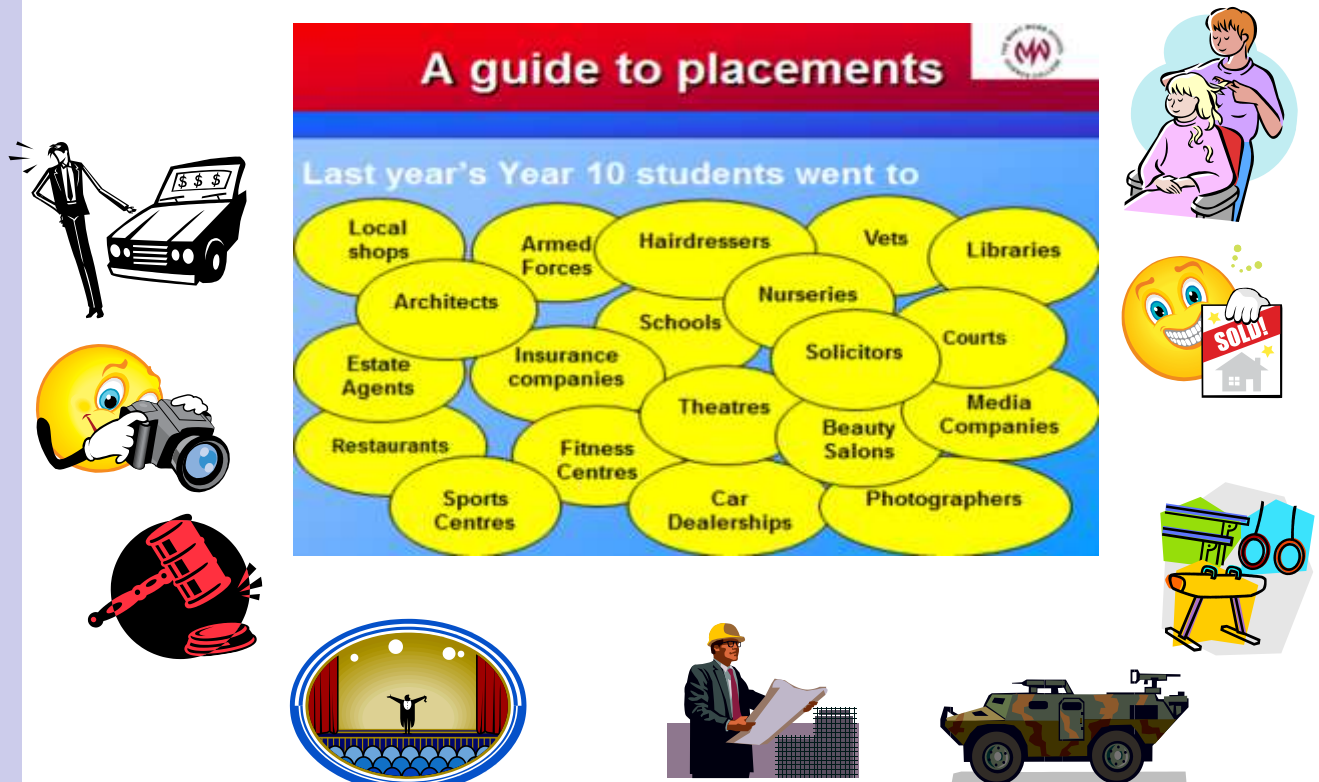 A guide to placements
Last year's Year 10 students went to
Local
shops
Armed
Forces
Hairdressers
Vets
Libraries
Architects
Nurseries
Schools
Solicitors
Courts
Estate
Agents
Insurance
companies
Theatres
Media
Companies
Beauty
Salons
Restaurants
Fitness
Centres
Sports
Centres
Car
Dealerships
Photographers
$ $ $
SOLD!